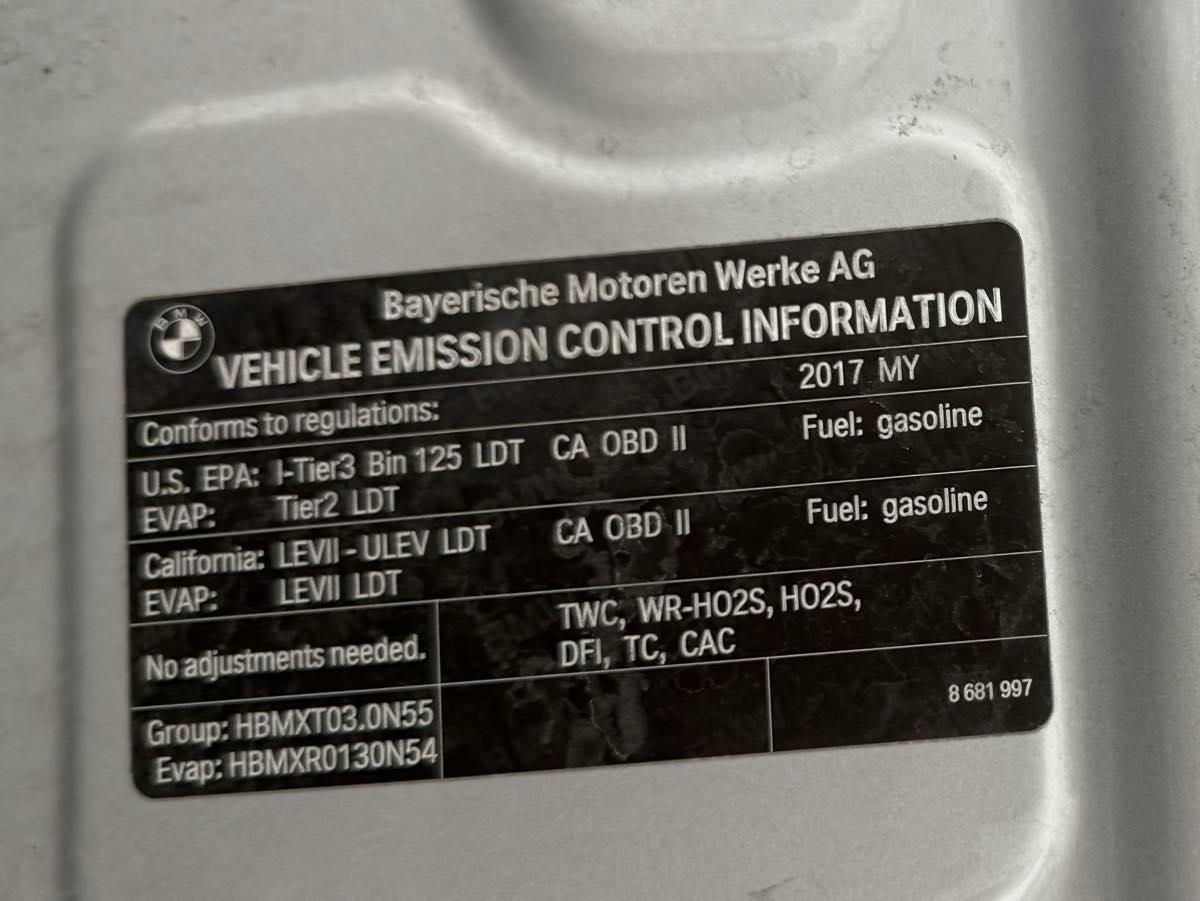 BMW
Bayerische Motoren Werke AG
VEHICLE EMISSION CONTROL INFORMATION
Conforms to regulations: 2017 MY
U.S. EPA: I-Tier3 Bin 125 LDT CA OBD II Fuel: gasoline
EVAP: Tier2 LDT
California: LEVII - ULEV LDT CA OBD II Fuel: gasoline
EVAP: LEVII LDT
No adjustments needed.
TWC, WR-HO2S, HO2S,
DFI, TC, CAC
Group: HBMXT03.0N55
Evap: HBMXR0130N54
8 681 997